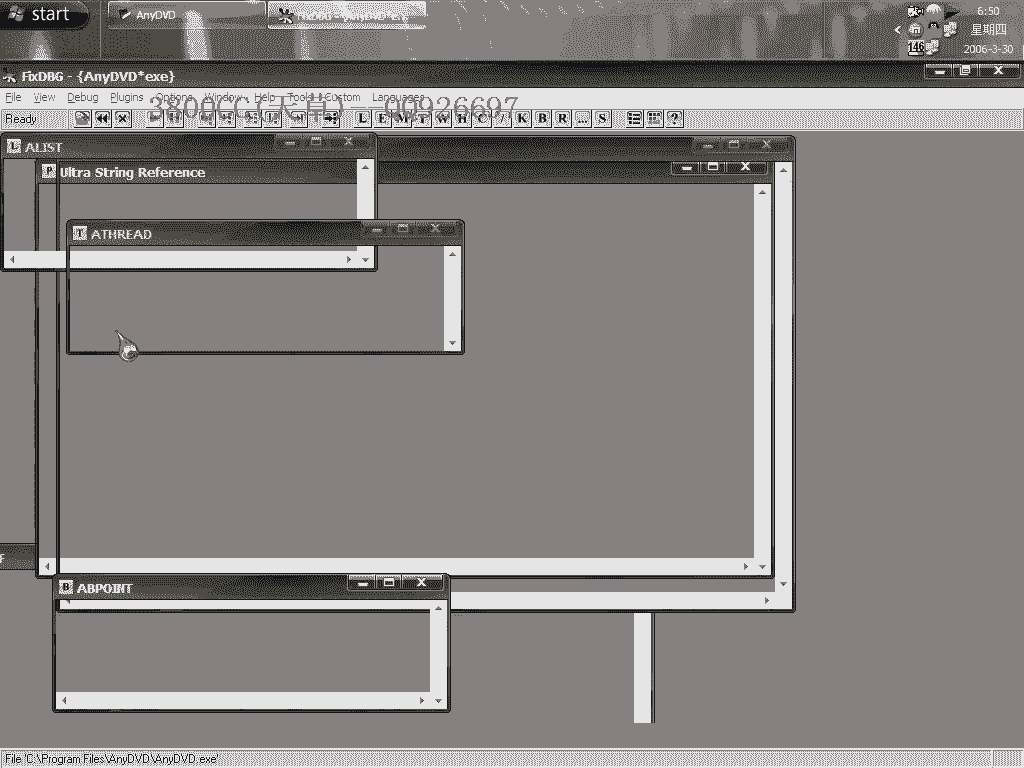 start
AnyDVD
FixDBG - {AnyDVD*exe}
6:50
星期四
146
2006-3-30
FixDBG - {AnyDVD*exe}
File View Debug Plugins Options Window Help Tools Custom Languages
3800CC(天草)---QQ926697
Ready
L E M T W H C / K B R ... S ?
L ALIST
P Ultra String Reference
T ATHREAD
B ABPOINT
File 'C:\Program Files\AnyDVD\AnyDVD.exe'